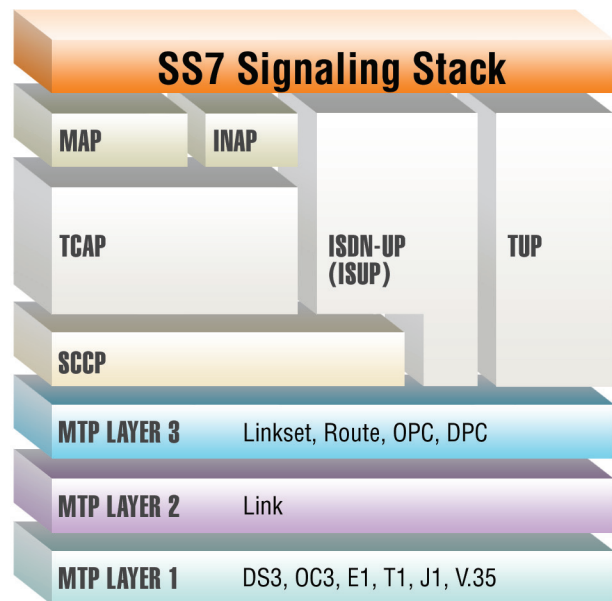 SS7 Signaling Stack
MAP
INAP
TCAP
ISDN-UP
(ISUP)
TUP
SCCP
MTP LAYER 3 Linkset, Route, OPC, DPC
MTP LAYER 2 Link
MTP LAYER 1 DS3, OC3, E1, T1, J1, V.35